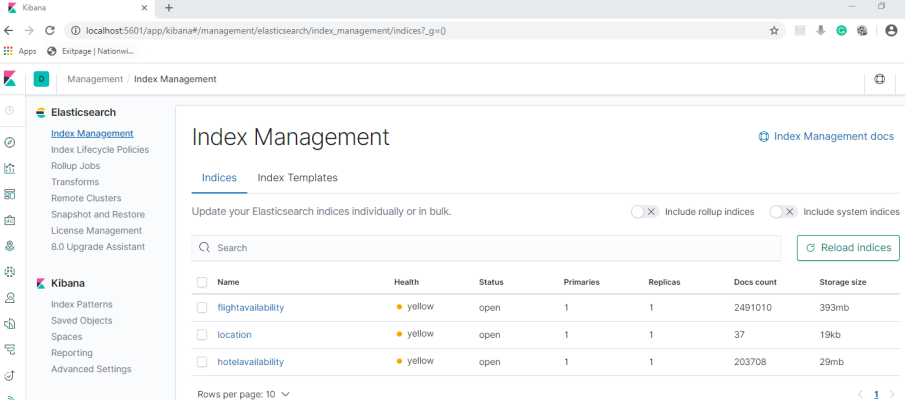 Kibana
localhost:5601/app/kibana#/management/elasticsearch/index_management/indices?_g=()
Apps Exitpage | Nationwi...
D Management / Index Management
Elasticsearch
Index Management
Index Lifecycle Policies
Rollup Jobs
Transforms
Remote Clusters
Snapshot and Restore
License Management
8.0 Upgrade Assistant
Kibana
Index Patterns
Saved Objects
Spaces
Reporting
Advanced Settings
Index Management
Index Management docs
Indices Index Templates
Update your Elasticsearch indices individually or in bulk.
Include rollup indices Include system indices
Search
Reload indices
Name Health Status Primaries Replicas Docs count Storage size
flightavailability yellow open 1 1 2491010 393mb
location yellow open 1 1 37 19kb
hotelavailability yellow open 1 1 203708 29mb
Rows per page: 10
1